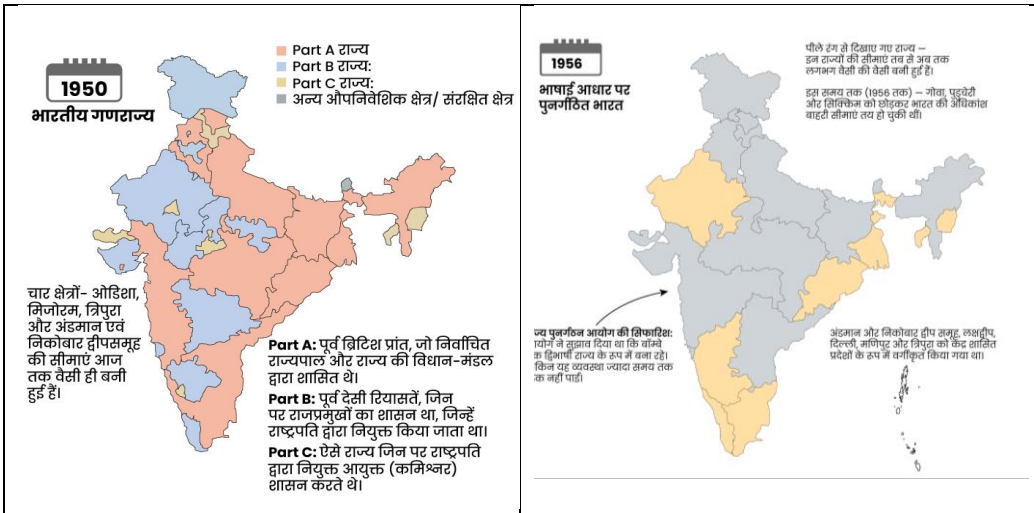 1950
भारतीय गणराज्य
Part A राज्य
Part B राज्य:
Part C राज्य:
अन्य औपनिवेशिक क्षेत्र/ संरक्षित क्षेत्र
चार क्षेत्रों- ओडिशा,
मिजोरम, त्रिपुरा
और अंडमान एवं
निकोबार द्वीपसमूह
की सीमाएं आज
तक वैसी ही बनी
हुई हैं।
Part A: पूर्व ब्रिटिश प्रांत, जो निर्वाचित
राज्यपाल और राज्य की विधान-मंडल
द्वारा शासित थे।
Part B: पूर्व देसी रियासतें, जिन
पर राजप्रमुखों का शासन था, जिन्हें
राष्ट्रपति द्वारा नियुक्त किया जाता था।
Part C: ऐसे राज्य जिन पर राष्ट्रपति
द्वारा नियुक्त आयुक्त (कमिश्नर)
शासन करते थे।
1956
भाषाई आधार पर
पुनर्गठित भारत
पीले रंग से दिखाए गए राज्य —
इन राज्यों की सीमाएं तब से अब तक
लगभग वैसी की वैसी बनी हुई हैं।
इस समय तक (1956 तक) — गोवा, पुडुचेरी
और सिक्किम को छोड़कर भारत की अधिकांश
बाहरी सीमाएं तय हो चुकी थीं।
ज्य पुनर्गठन आयोग की सिफारिश:
योग ने सुझाव दिया था कि बॉम्बे
क द्विभाषी राज्य के रूप में बना रहे।
किन यह व्यवस्था ज्यादा समय तक
क नहीं पाई।
अंडमान और निकोबार द्वीप समूह, लक्षद्वीप,
दिल्ली, मणिपुर और त्रिपुरा को केंद्र शासित
प्रदेशों के रूप में वर्गीकृत किया गया था।